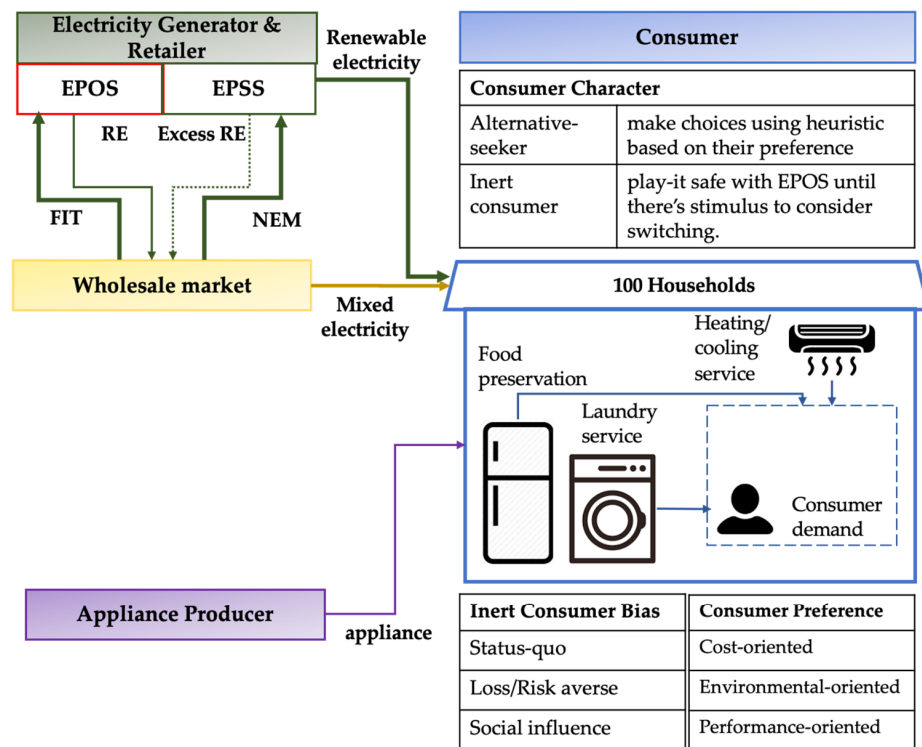 Electricity Generator &
Retailer
EPOS
EPSS
RE
Excess RE
FIT
NEM
Renewable
electricity
Wholesale market
Mixed
electricity
Appliance Producer
appliance
Consumer
Consumer Character
Alternative-
seeker
make choices using heuristic
based on their preference
Inert
consumer
play-it safe with EPOS until
there’s stimulus to consider
switching.
100 Households
Food
preservation
Laundry
service
Heating/
cooling
service
Consumer
demand
Inert Consumer Bias
Consumer Preference
Status-quo
Cost-oriented
Loss/Risk averse
Environmental-oriented
Social influence
Performance-oriented